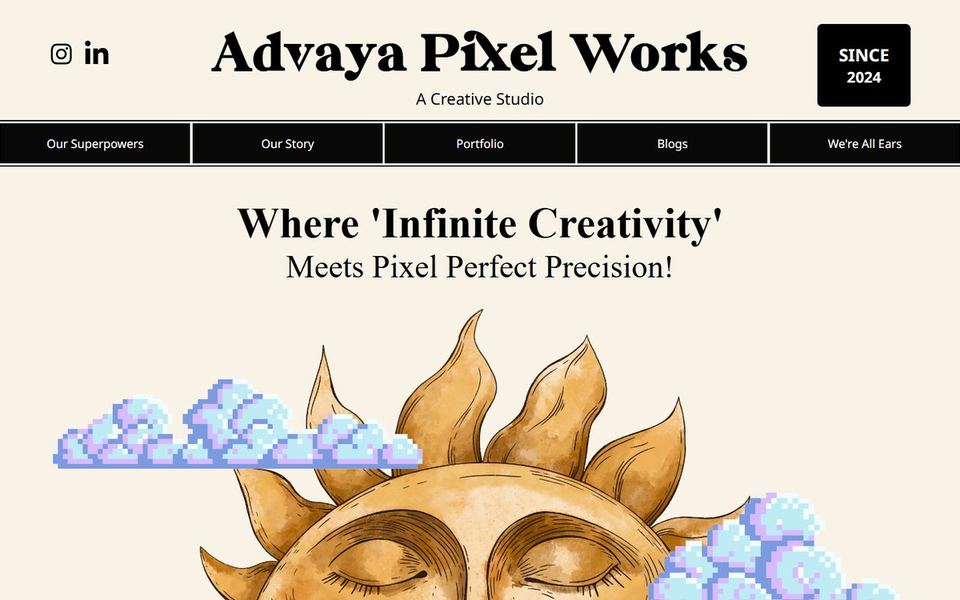 Advaya Pixel Works
A Creative Studio
SINCE
2024
Our Superpowers
Our Story
Portfolio
Blogs
We're All Ears
Where 'Infinite Creativity'
Meets Pixel Perfect Precision!